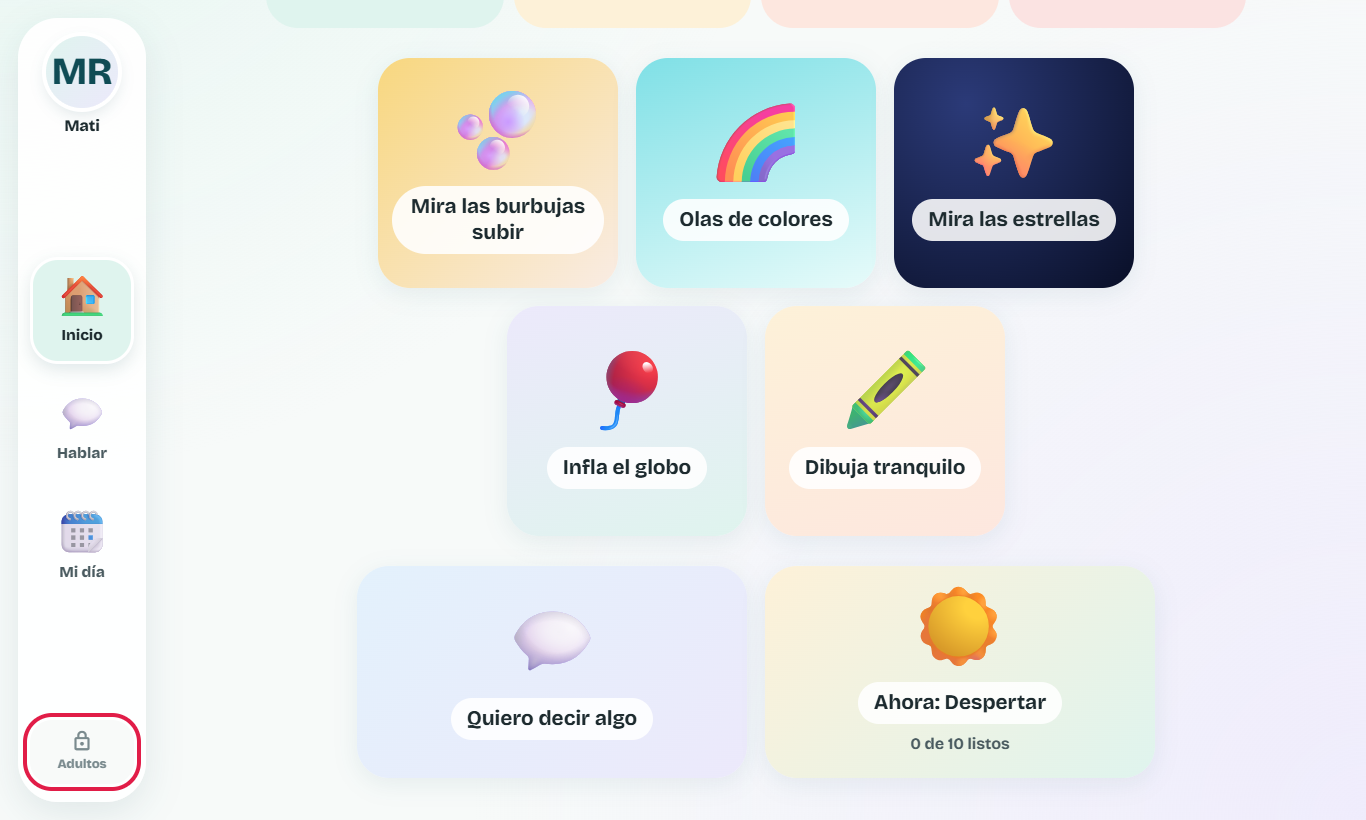 MR
Mati
Inicio
Hablar
Mi día
Adultos
Mira las burbujas
subir
Olas de colores
Mira las estrellas
Infla el globo
Dibuja tranquilo
Quiero decir algo
Ahora: Despertar
0 de 10 listos